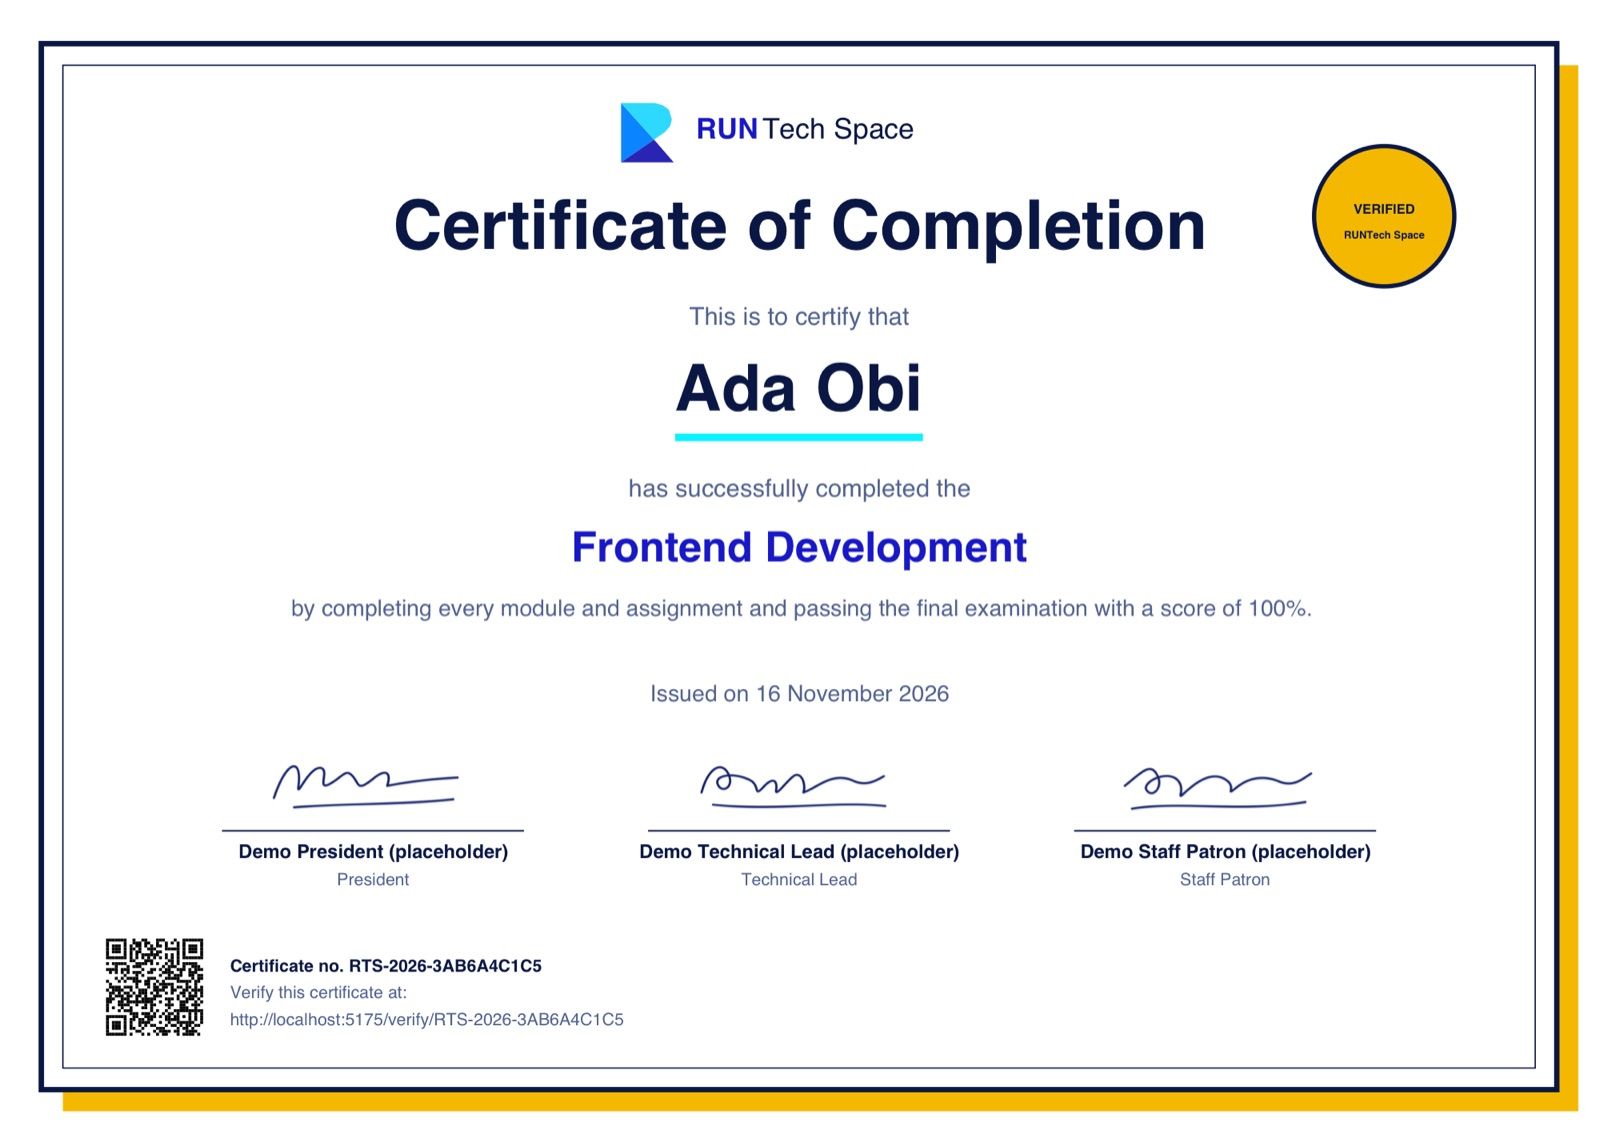 RUN Tech Space
Certificate of Completion
VERIFIED
RUNTech Space
This is to certify that
Ada Obi
has successfully completed the
Frontend Development
by completing every module and assignment and passing the final examination with a score of 100%.
Issued on 16 November 2026
Demo President (placeholder)
President
Demo Technical Lead (placeholder)
Technical Lead
Demo Staff Patron (placeholder)
Staff Patron
Certificate no. RTS-2026-3AB6A4C1C5
Verify this certificate at:
http://localhost:5175/verify/RTS-2026-3AB6A4C1C5